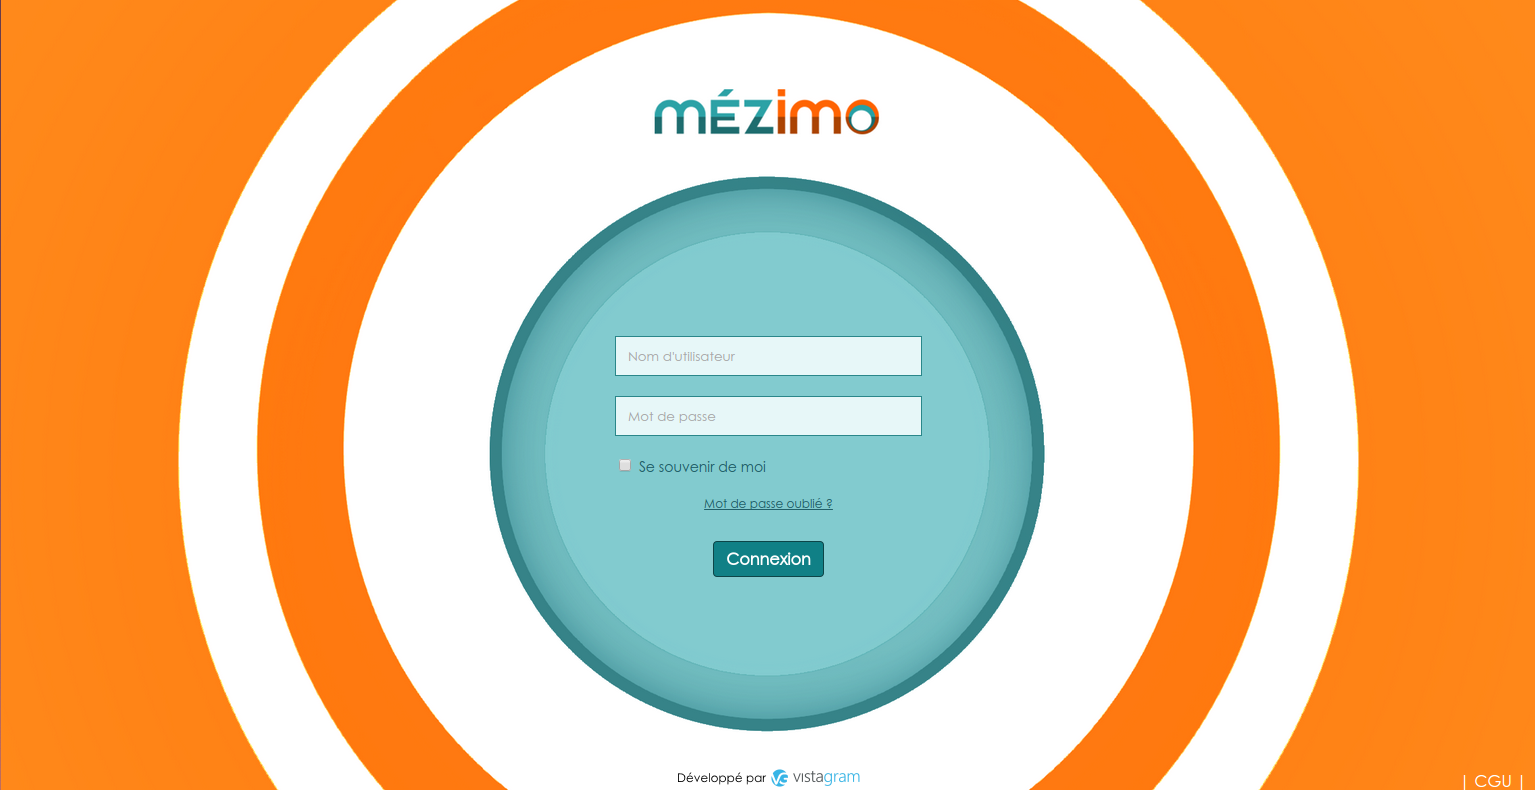 mÉzimo
Nom d'utilisateur
Mot de passe
Se souvenir de moi
Mot de passe oublié ?
Connexion
Développé par VG vistagram
| CGU |